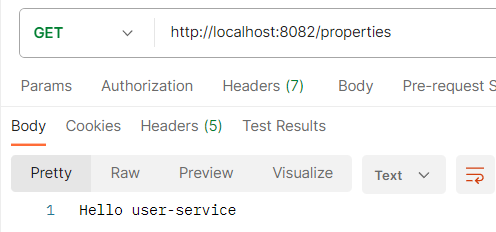 GET http://localhost:8082/properties
Params Authorization Headers (7) Body Pre-request S
Body Cookies Headers (5) Test Results
Pretty Raw Preview Visualize Text
1 Hello user-service